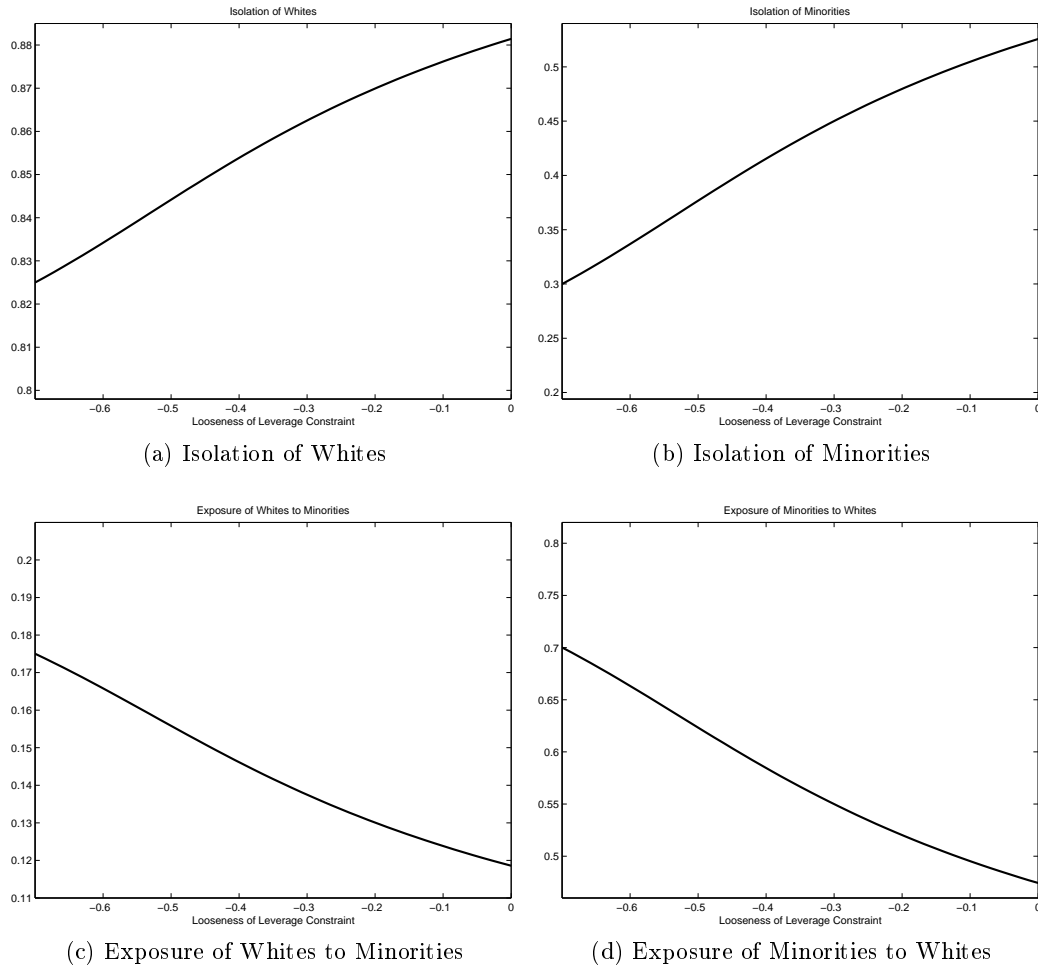 Isolation of Whites
0.88
0.87
0.86
0.85
0.84
0.83
0.82
0.81
0.8
−0.6 −0.5 −0.4 −0.3 −0.2 −0.1 0
Looseness of Leverage Constraint
(a) Isolation of Whites
Isolation of Minorities
0.5
0.45
0.4
0.35
0.3
0.25
0.2
−0.6 −0.5 −0.4 −0.3 −0.2 −0.1 0
Looseness of Leverage Constraint
(b) Isolation of Minorities
Exposure of Whites to Minorities
0.2
0.19
0.18
0.17
0.16
0.15
0.14
0.13
0.12
0.11
−0.6 −0.5 −0.4 −0.3 −0.2 −0.1 0
Looseness of Leverage Constraint
(c) Exposure of Whites to Minorities
Exposure of Minorities to Whites
0.8
0.75
0.7
0.65
0.6
0.55
0.5
−0.6 −0.5 −0.4 −0.3 −0.2 −0.1 0
Looseness of Leverage Constraint
(d) Exposure of Minorities to Whites